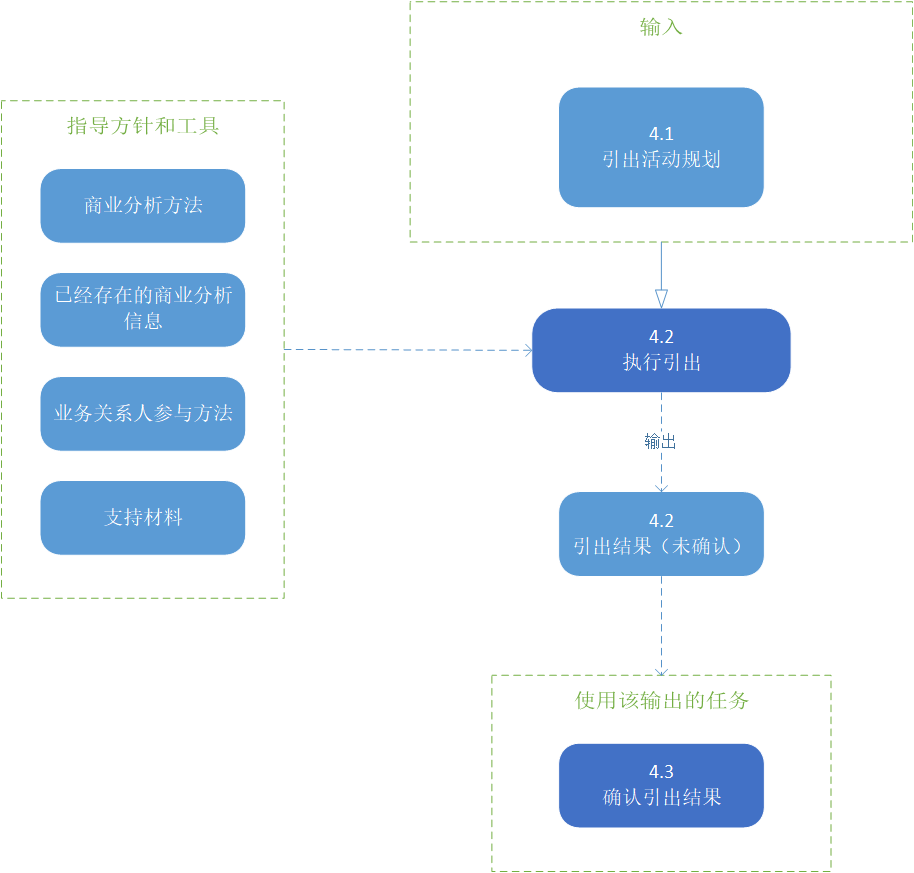 输入
4.1
引出活动规划
指导方针和工具
商业分析方法
已经存在的商业分析
信息
业务关系人参与方法
支持材料
4.2
执行引出
输出
4.2
引出结果（未确认）
使用该输出的任务
4.3
确认引出结果